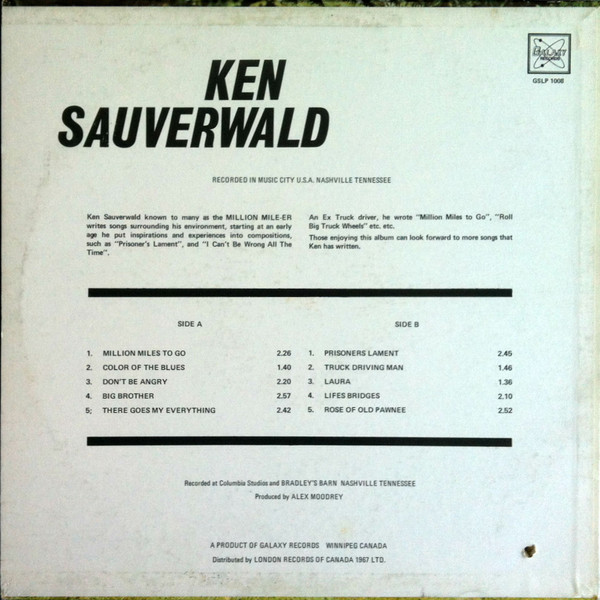 KEN
SAUVERWALD
GALAXY
RECORDS
GSLP 1008
RECORDED IN MUSIC CITY U.S.A. NASHVILLE TENNESSEE
Ken Sauverwald known to many as the MILLION MILE-ER
writes songs surrounding his environment, starting at an early
age he put inspirations and experiences into compositions,
such as "Prisoner's Lament", and "I Can't Be Wrong All The
Time".
An Ex Truck driver, he wrote "Million Miles to Go", "Roll
Big Truck Wheels" etc. etc.
Those enjoying this album can look forward to more songs that
Ken has written.
SIDE A
1. MILLION MILES TO GO 2.26
2. COLOR OF THE BLUES 1.40
3. DON'T BE ANGRY 2.20
4. BIG BROTHER 2.57
5; THERE GOES MY EVERYTHING 2.42
SIDE B
1. PRISONERS LAMENT 2.45
2. TRUCK DRIVING MAN 1.46
3. LAURA 1.36
4. LIFES BRIDGES 2.10
5. ROSE OF OLD PAWNEE 2.52
Recorded at Columbia Studios and BRADLEY'S BARN NASHVILLE TENNESSEE
Produced by ALEX MOODREY
A PRODUCT OF GALAXY RECORDS WINNIPEG CANADA
Distributed by LONDON RECORDS OF CANADA 1967 LTD.